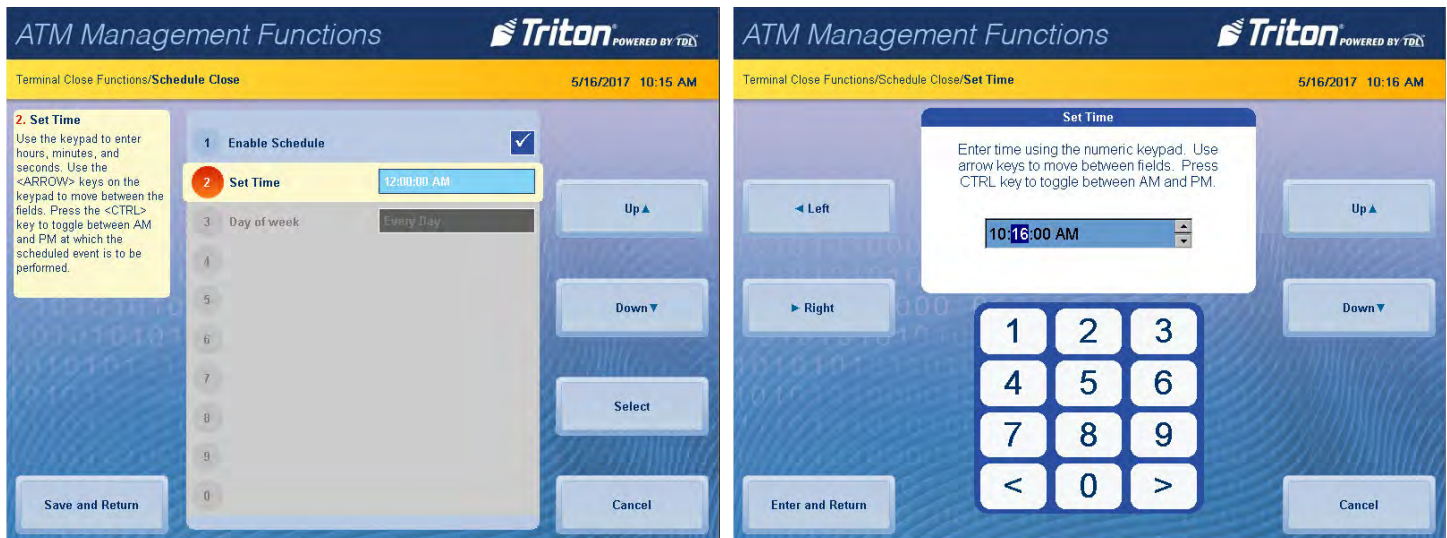 ATM Management Functions
Triton POWERED BY TDL
Terminal Close Functions/Schedule Close
5/16/2017 10:15 AM
2. Set Time
Use the keypad to enter
hours, minutes, and
seconds. Use the
<ARROW> keys on the
keypad to move between the
fields. Press the <CTRL>
key to toggle between AM
and PM at which the
scheduled event is to be
performed.
1 Enable Schedule
2 Set Time 12:00:00 AM
3 Day of week Every Day
4
5
6
7
8
9
0
Up▲
Down▼
Select
Save and Return
Cancel
ATM Management Functions
Triton POWERED BY TDL
Terminal Close Functions/Schedule Close/Set Time
5/16/2017 10:16 AM
Set Time
Enter time using the numeric keypad. Use
arrow keys to move between fields. Press
CTRL key to toggle between AM and PM.
◄ Left
Up▲
10:16:00 AM
► Right
Down▼
1 2 3
4 5 6
7 8 9
< 0 >
Enter and Return
Cancel